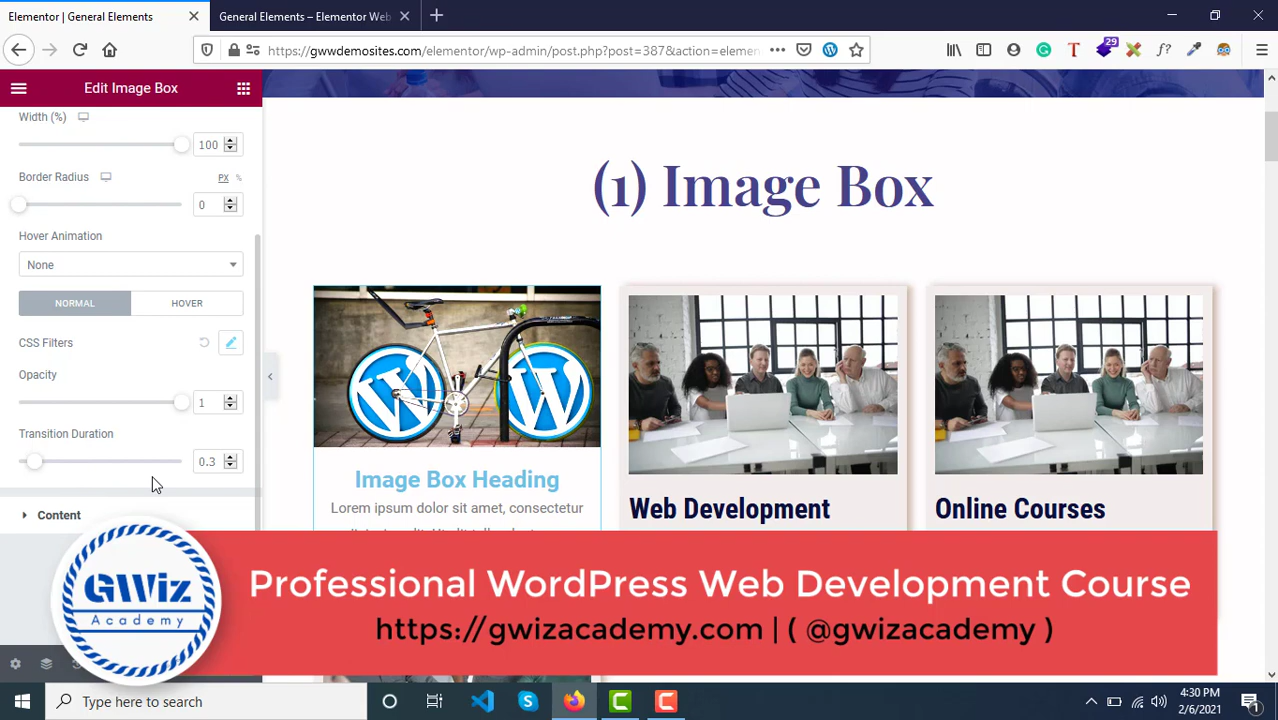 Elementor | General Elements
General Elements – Elementor Web
https://gwwdemosites.com/elementor/wp-admin/post.php?post=387&action=elemen
29
Edit Image Box
Width (%)
100
Border Radius
PX %
0
Hover Animation
None
NORMAL HOVER
CSS Filters
Opacity
1
Transition Duration
0.3
Content
(1) Image Box
Image Box Heading
Lorem ipsum dolor sit amet, consectetur
Web Development
Online Courses
GWiz
Academy
Professional WordPress Web Development Course
https://gwizacademy.com | ( @gwizacademy )
Type here to search
4:30 PM
2/6/2021
1